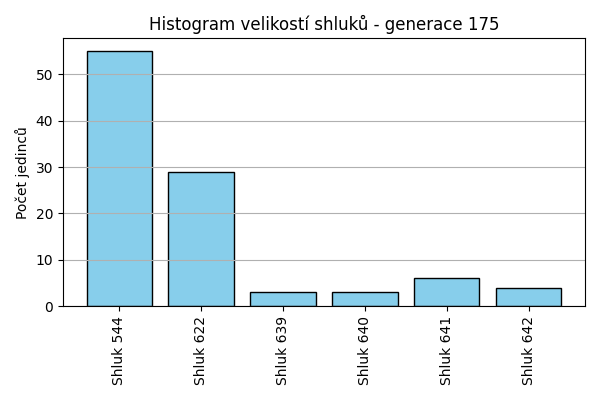 Histogram velikostí shluků - generace 175
Počet jedinců
50
40
30
20
10
0
Shluk 544
Shluk 622
Shluk 639
Shluk 640
Shluk 641
Shluk 642